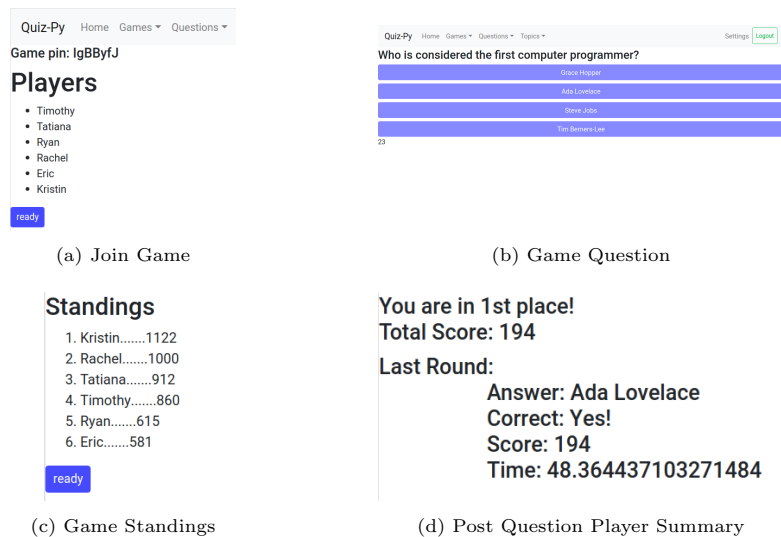 Quiz-Py Home Games Questions
Game pin: IgBByfJ
Players
Timothy
Tatiana
Ryan
Rachel
Eric
Kristin
ready
(a) Join Game
Quiz-Py Home Games Questions Topics Settings Logout
Who is considered the first computer programmer?
Grace Hopper
Ada Lovelace
Steve Jobs
Tim Berners-Lee
23
(b) Game Question
Standings
1. Kristin.......1122
2. Rachel.......1000
3. Tatiana.......912
4. Timothy.......860
5. Ryan.......615
6. Eric.......581
ready
(c) Game Standings
You are in 1st place!
Total Score: 194
Last Round:
Answer: Ada Lovelace
Correct: Yes!
Score: 194
Time: 48.364437103271484
(d) Post Question Player Summary